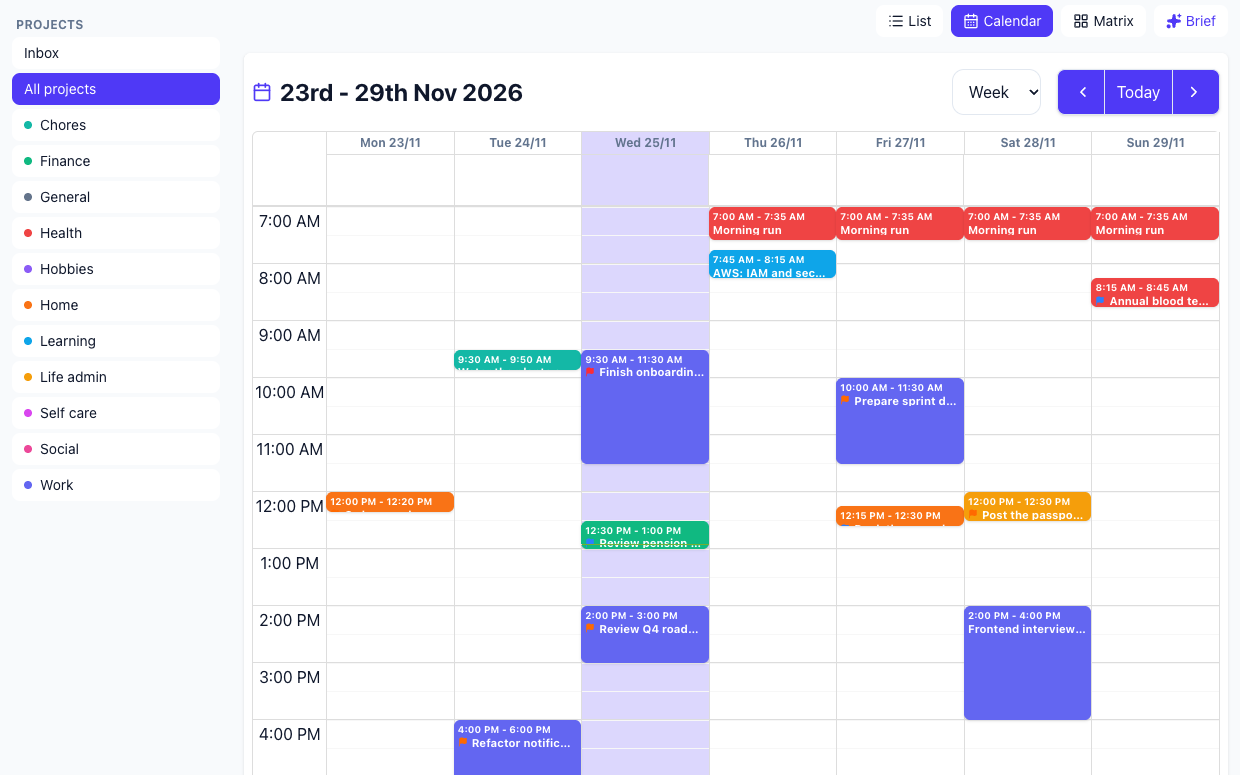 PROJECTS
Inbox
All projects
Chores
Finance
General
Health
Hobbies
Home
Learning
Life admin
Self care
Social
Work
List
Calendar
Matrix
Brief
23rd - 29th Nov 2026
Week
Today
Mon 23/11
Tue 24/11
Wed 25/11
Thu 26/11
Fri 27/11
Sat 28/11
Sun 29/11
7:00 AM
8:00 AM
9:00 AM
10:00 AM
11:00 AM
12:00 PM
1:00 PM
2:00 PM
3:00 PM
4:00 PM
12:00 PM - 12:20 PM
9:30 AM - 9:50 AM
4:00 PM - 6:00 PM
Refactor notific...
9:30 AM - 11:30 AM
Finish onboardin...
12:30 PM - 1:00 PM
Review pension ...
2:00 PM - 3:00 PM
Review Q4 road...
7:00 AM - 7:35 AM
Morning run
7:45 AM - 8:15 AM
AWS: IAM and sec...
7:00 AM - 7:35 AM
Morning run
10:00 AM - 11:30 AM
Prepare sprint d...
12:15 PM - 12:30 PM
7:00 AM - 7:35 AM
Morning run
12:00 PM - 12:30 PM
Post the passpo...
2:00 PM - 4:00 PM
Frontend interview...
7:00 AM - 7:35 AM
Morning run
8:15 AM - 8:45 AM
Annual blood te...